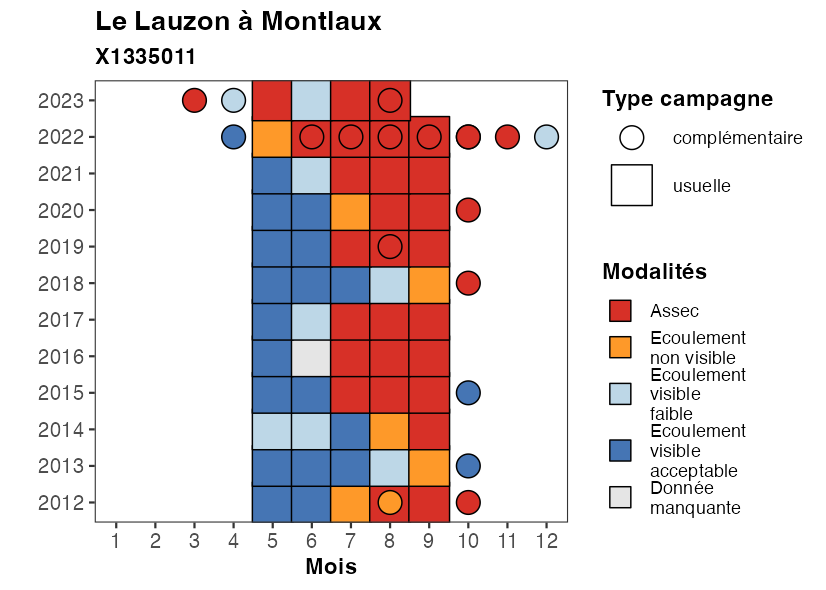 Le Lauzon à Montlaux
X1335011
2023
2022
2021
2020
2019
2018
2017
2016
2015
2014
2013
2012
1 2 3 4 5 6 7 8 9 10 11 12
Mois
Type campagne
complémentaire
usuelle
Modalités
Assec
Ecoulement
non visible
Ecoulement
visible
faible
Ecoulement
visible
acceptable
Donnée
manquante